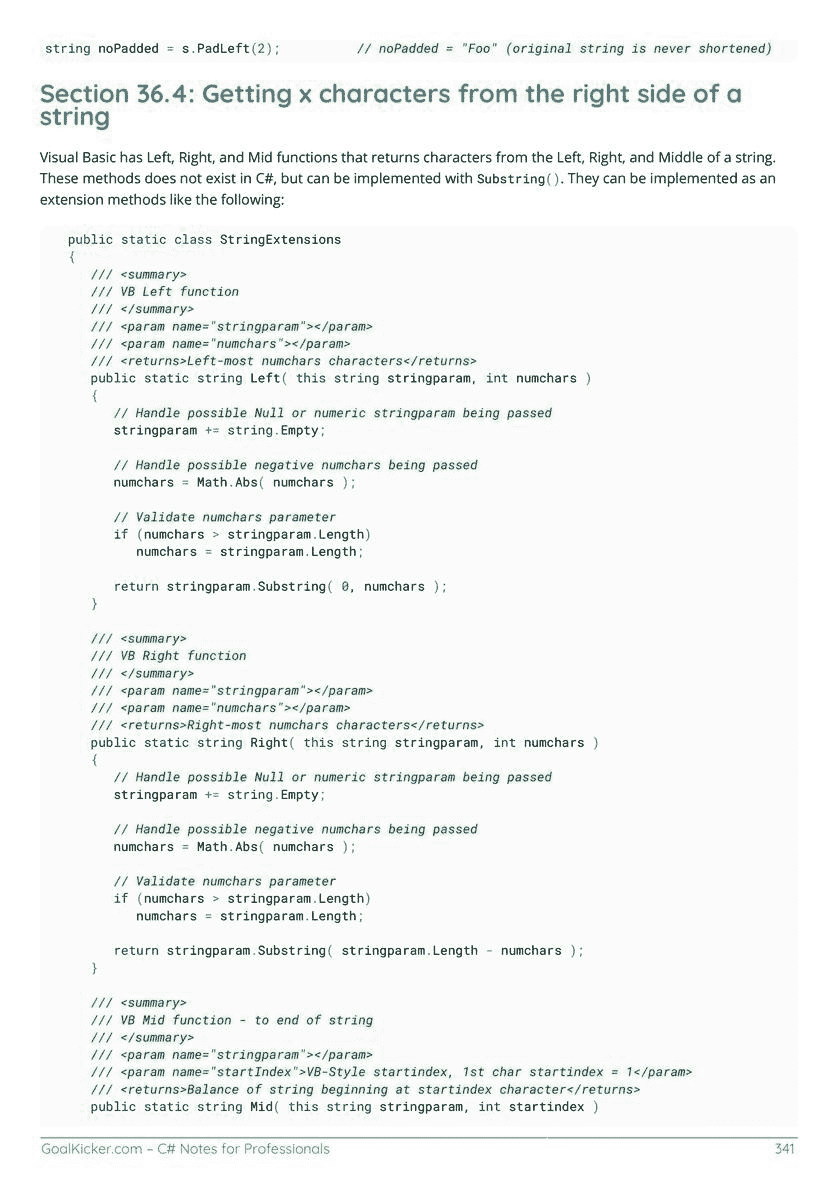 string noPadded = s.PadLeft(2);          // noPadded = "Foo" (original string is never shortened)
Section 36.4: Getting x characters from the right side of a
string
Visual Basic has Left, Right, and Mid functions that returns characters from the Left, Right, and Middle of a string.
These methods does not exist in C#, but can be implemented with Substring(). They can be implemented as an
extension methods like the following:
public static class StringExtensions
{
   /// <summary>
   /// VB Left function
   /// </summary>
   /// <param name="stringparam"></param>
   /// <param name="numchars"></param>
   /// <returns>Left-most numchars characters</returns>
   public static string Left( this string stringparam, int numchars )
   {
      // Handle possible Null or numeric stringparam being passed
      stringparam += string.Empty;
      // Handle possible negative numchars being passed
      numchars = Math.Abs( numchars );
      // Validate numchars parameter
      if (numchars > stringparam.Length)
         numchars = stringparam.Length;
      return stringparam.Substring( 0, numchars );
   }
   /// <summary>
   /// VB Right function
   /// </summary>
   /// <param name="stringparam"></param>
   /// <param name="numchars"></param>
   /// <returns>Right-most numchars characters</returns>
   public static string Right( this string stringparam, int numchars )
   {
      // Handle possible Null or numeric stringparam being passed
      stringparam += string.Empty;
      // Handle possible negative numchars being passed
      numchars = Math.Abs( numchars );
      // Validate numchars parameter
      if (numchars > stringparam.Length)
         numchars = stringparam.Length;
      return stringparam.Substring( stringparam.Length - numchars );
   }
   /// <summary>
   /// VB Mid function - to end of string
   /// </summary>
   /// <param name="stringparam"></param>
   /// <param name="startIndex">VB-Style startindex, 1st char startindex = 1</param>
   /// <returns>Balance of string beginning at startindex character</returns>
   public static string Mid( this string stringparam, int startindex )
GoalKicker.com – C# Notes for Professionals 341